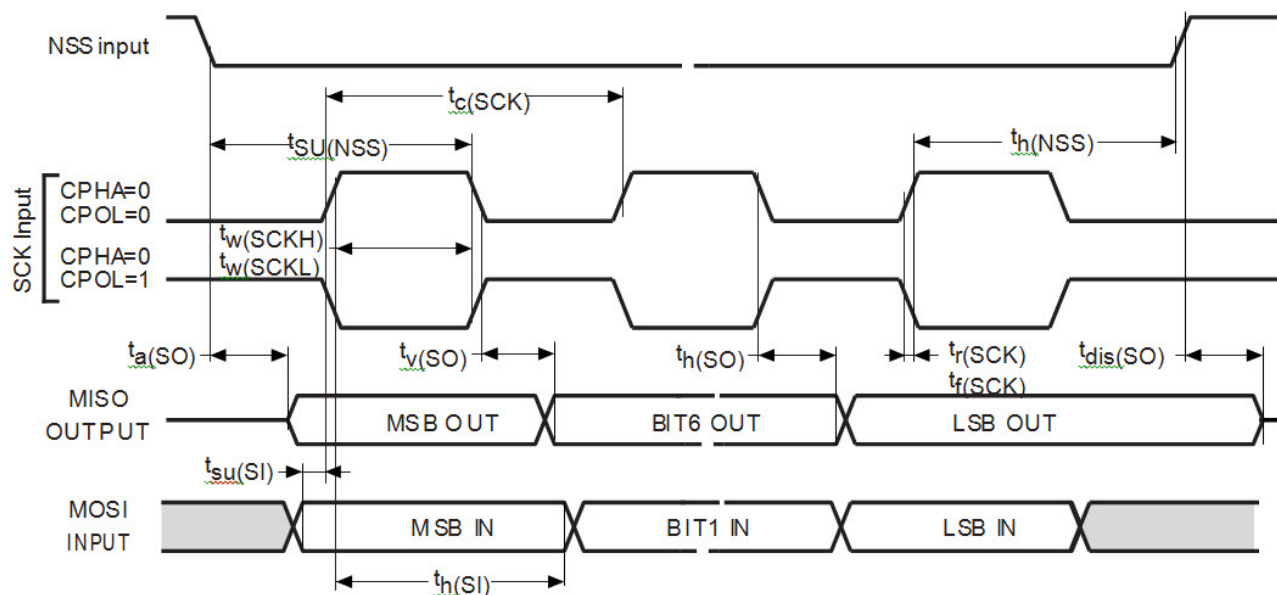 NSS input
tc(SCK)
tSU(NSS)
th(NSS)
SCK Input
CPHA=0
CPOL=0
tw(SCKH)
CPHA=0
tw(SCKL)
CPOL=1
ta(SO)
tv(SO)
th(SO)
tr(SCK)
tdis(SO)
tf(SCK)
MISO
OUTPUT
MSB OUT
BIT6 OUT
LSB OUT
tsu(SI)
MOSI
INPUT
MSB IN
BIT1 IN
LSB IN
th(SI)